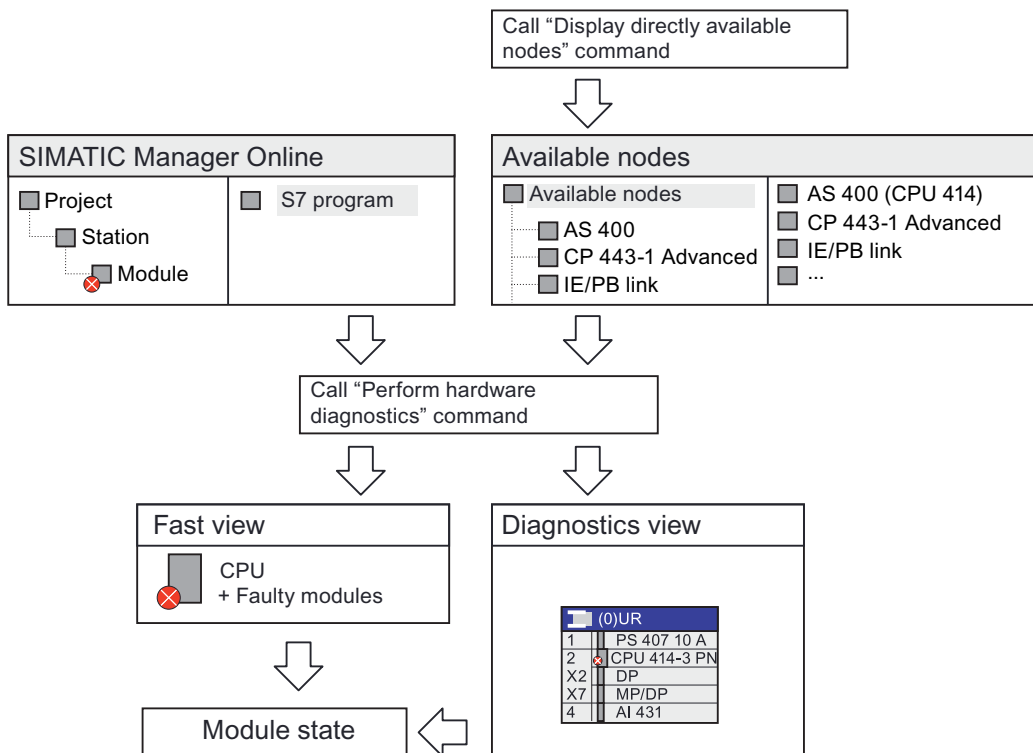 Call “Display directly available
nodes” command
SIMATIC Manager Online
Project
Station
Module
S7 program
Available nodes
Available nodes
AS 400
CP 443-1 Advanced
IE/PB link
AS 400 (CPU 414)
CP 443-1 Advanced
IE/PB link
...
Call “Perform hardware
diagnostics” command
Fast view
CPU
+ Faulty modules
Module state
Diagnostics view
(0)UR
1 PS 407 10 A
2 CPU 414-3 PN
X2 DP
X7 MP/DP
4 AI 431